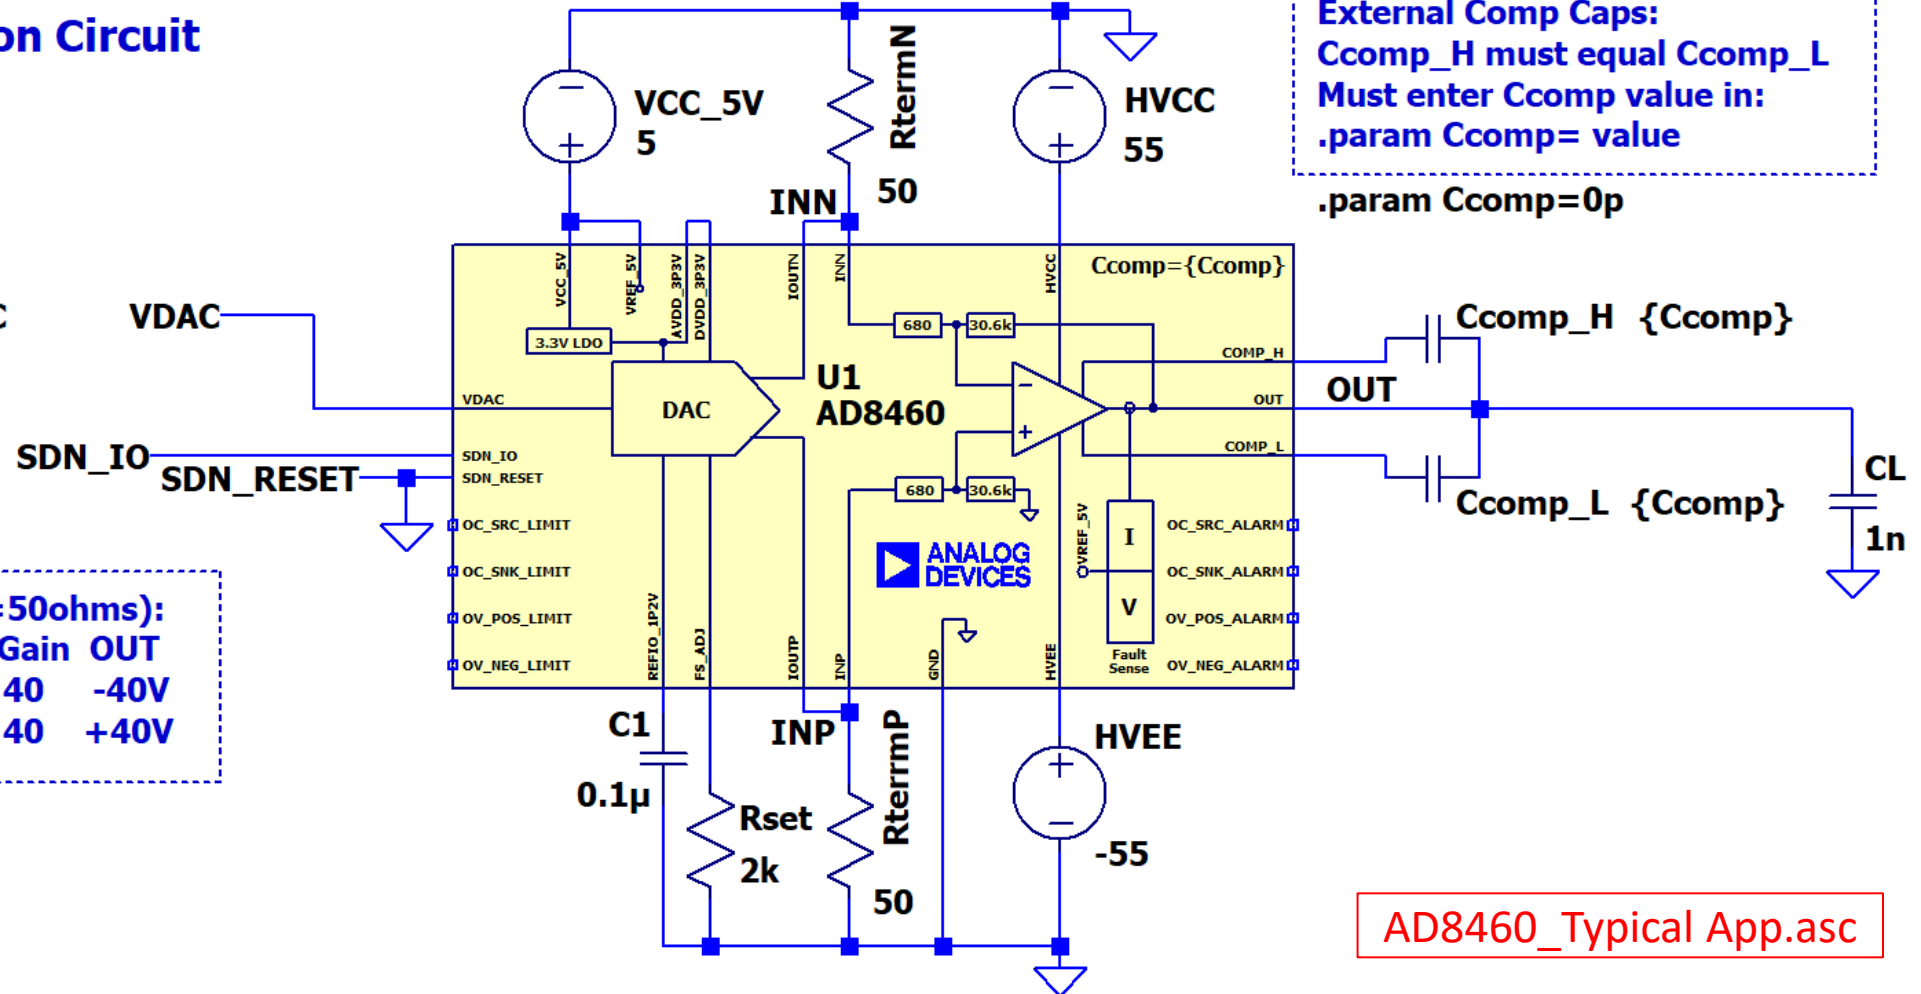 on Circuit
External Comp Caps:
Ccomp_H must equal Ccomp_L
Must enter Ccomp value in:
.param Ccomp= value
.param Ccomp=0p
VCC_5V
5
RtermN
50
HVCC
55
INN
VCC_5V
VREF_5V
AVDD_3P3V
DVDD_3P3V
IOUTN
INN
HVCC
Ccomp={Ccomp}
C
VDAC
3.3V LDO
680
30.6k
COMP_H
Ccomp_H {Ccomp}
U1
AD8460
DAC
VDAC
OUT
OUT
COMP_L
SDN_IO
SDN_IO
SDN_RESET
SDN_RESET
680
30.6k
Ccomp_L {Ccomp}
CL
1n
OC_SRC_LIMIT
OC_SNK_LIMIT
OV_POS_LIMIT
OV_NEG_LIMIT
ANALOG
DEVICES
VREF_5V
I
V
Fault
Sense
OC_SRC_ALARM
OC_SNK_ALARM
OV_POS_ALARM
OV_NEG_ALARM
REFIO_1P2V
FS_ADJ
IOUTP
INP
GND
HVEE
=50ohms):
Gain OUT
40 -40V
40 +40V
C1
0.1µ
INP
Rset
2k
RterrmP
50
HVEE
-55
AD8460_Typical App.asc